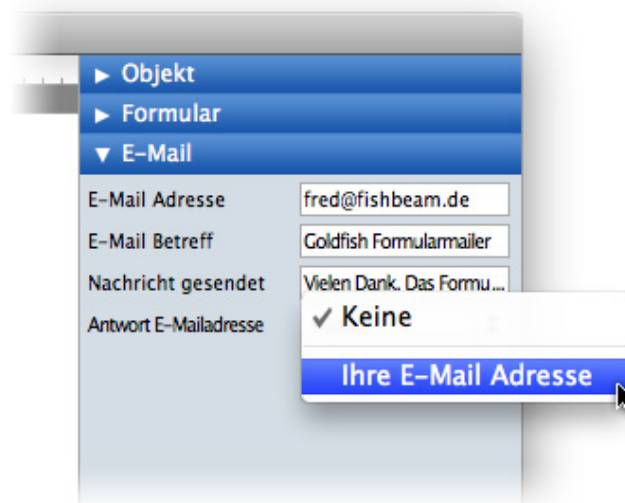 Objekt
Formular
E-Mail
E-Mail Adresse fred@fishbeam.de
E-Mail Betreff Goldfish Formularmailer
Nachricht gesendet Vielen Dank. Das Formu...
Antwort E-Mailadresse Keine
Ihre E-Mail Adresse